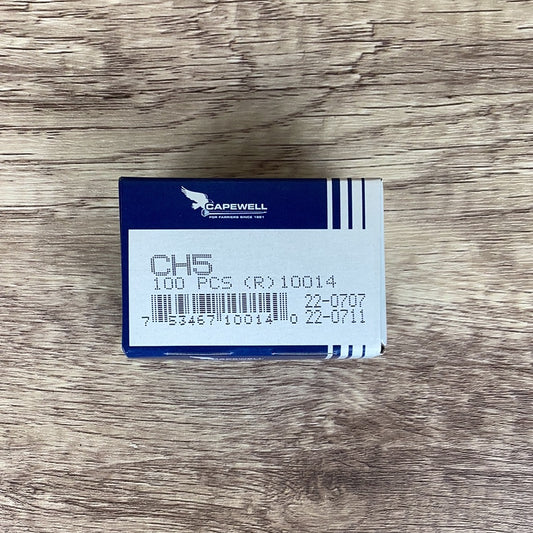 CAPEWELL
FOR FARRIERS SINCE 1881
CH5
100 PCS (R)10014
22-0707
7 53467 10014 0 22-0711